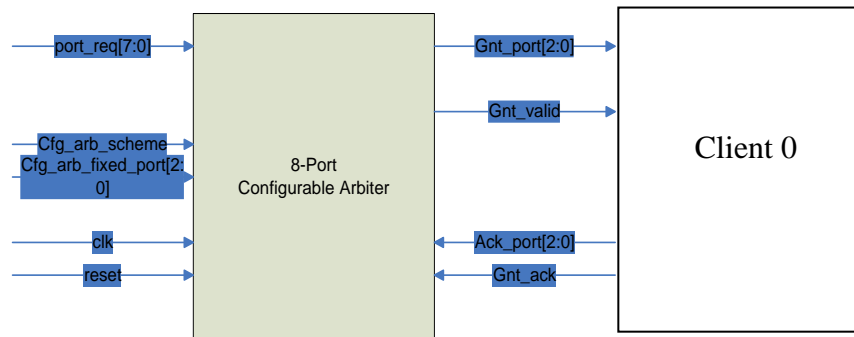 port_req[7:0]
Gnt_port[2:0]
Gnt_valid
Cfg_arb_scheme
Cfg_arb_fixed_port[2:
0]
8-Port
Configurable Arbiter
Client 0
clk
Ack_port[2:0]
reset
Gnt_ack